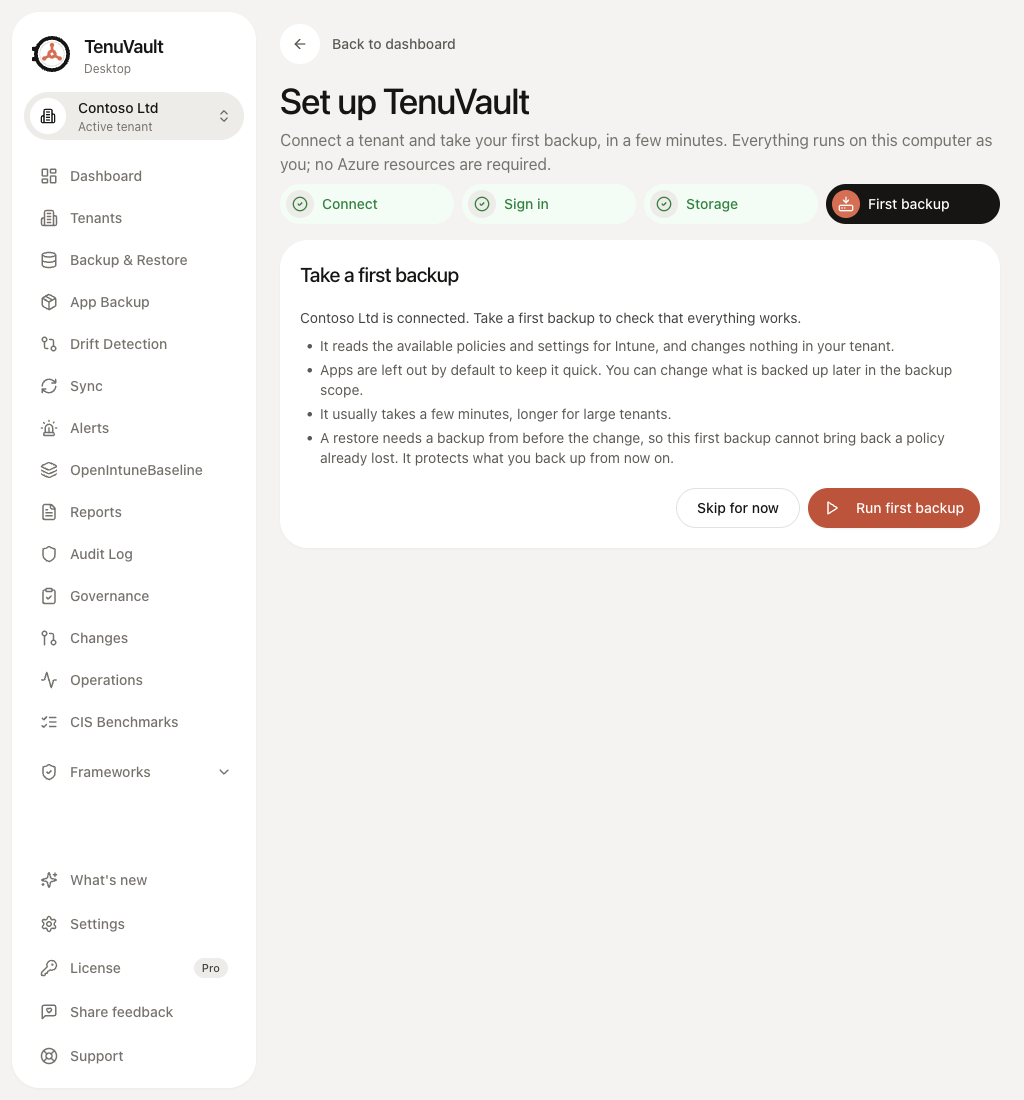 TenuVault
Desktop
Contoso Ltd
Active tenant
Dashboard
Tenants
Backup & Restore
App Backup
Drift Detection
Sync
Alerts
OpenIntuneBaseline
Reports
Audit Log
Governance
Changes
Operations
CIS Benchmarks
Frameworks
What's new
Settings
License
Pro
Share feedback
Support
Back to dashboard
Set up TenuVault
Connect a tenant and take your first backup, in a few minutes. Everything runs on this computer as
you; no Azure resources are required.
Connect
Sign in
Storage
First backup
Take a first backup
Contoso Ltd is connected. Take a first backup to check that everything works.
• It reads the available policies and settings for Intune, and changes nothing in your tenant.
• Apps are left out by default to keep it quick. You can change what is backed up later in the backup
scope.
• It usually takes a few minutes, longer for large tenants.
• A restore needs a backup from before the change, so this first backup cannot bring back a policy
already lost. It protects what you back up from now on.
Skip for now
Run first backup